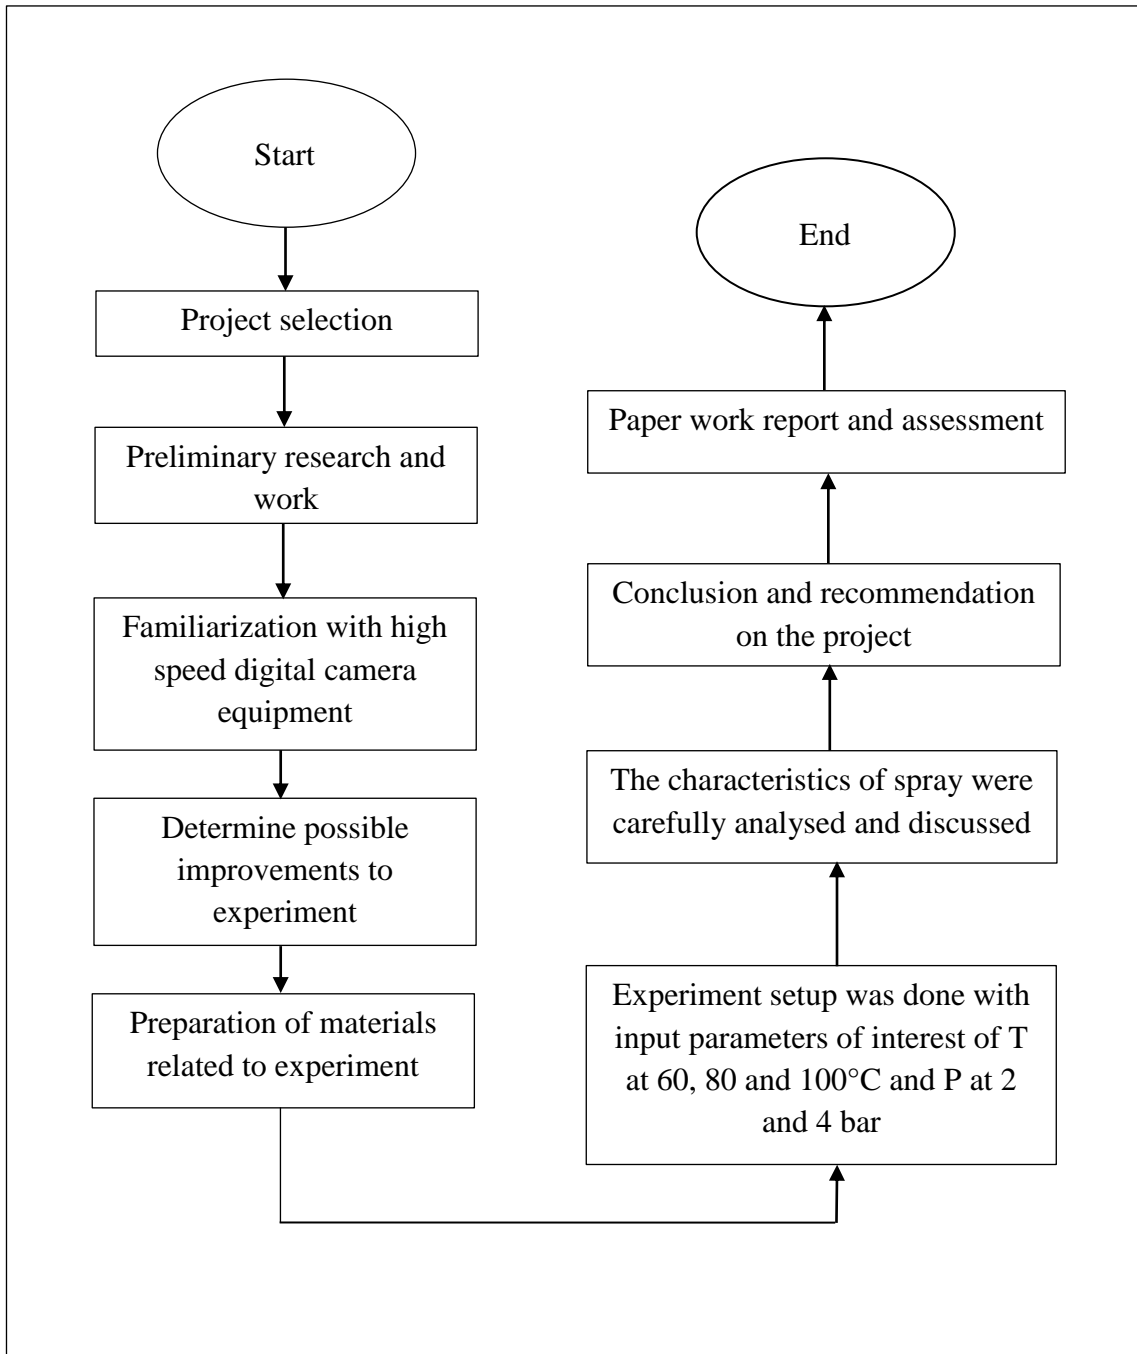 Start
Project selection
Preliminary research and
work
Familiarization with high
speed digital camera
equipment
Determine possible
improvements to
experiment
Preparation of materials
related to experiment
Experiment setup was done with
input parameters of interest of T
at 60, 80 and 100°C and P at 2
and 4 bar
The characteristics of spray were
carefully analysed and discussed
Conclusion and recommendation
on the project
Paper work report and assessment
End